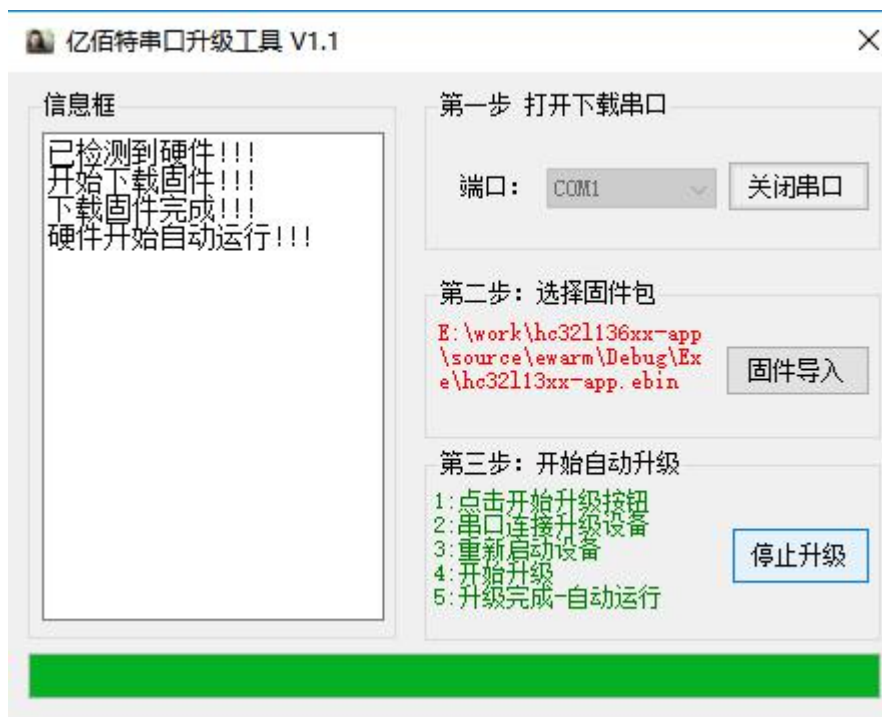 亿佰特串口升级工具 V1.1
信息框
已检测到硬件!!!
开始下载固件!!!
下载固件完成!!!
硬件开始自动运行!!!
第一步 打开下载串口
端口: COM1 关闭串口
第二步: 选择固件包
E:\work\hc32l136xx-app
\source\ewarm\Debug\Ex
e\hc32l13xx-app.ebin
固件导入
第三步: 开始自动升级
1:点击开始升级按钮
2:串口连接升级设备
3:重新启动设备
4:开始升级
5:升级完成-自动运行
停止升级